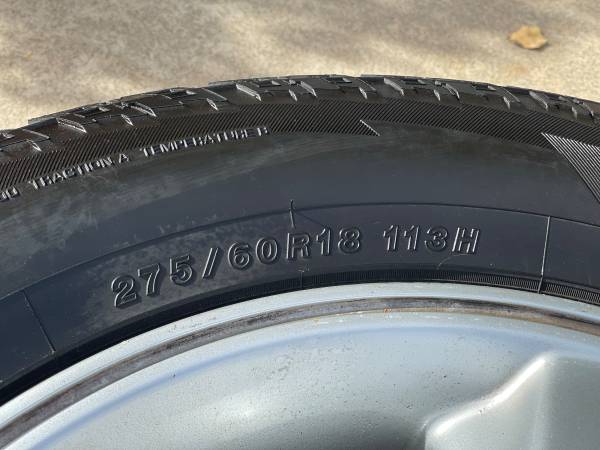 TRACTION A TEMPERATURE B
275/60R18 113H